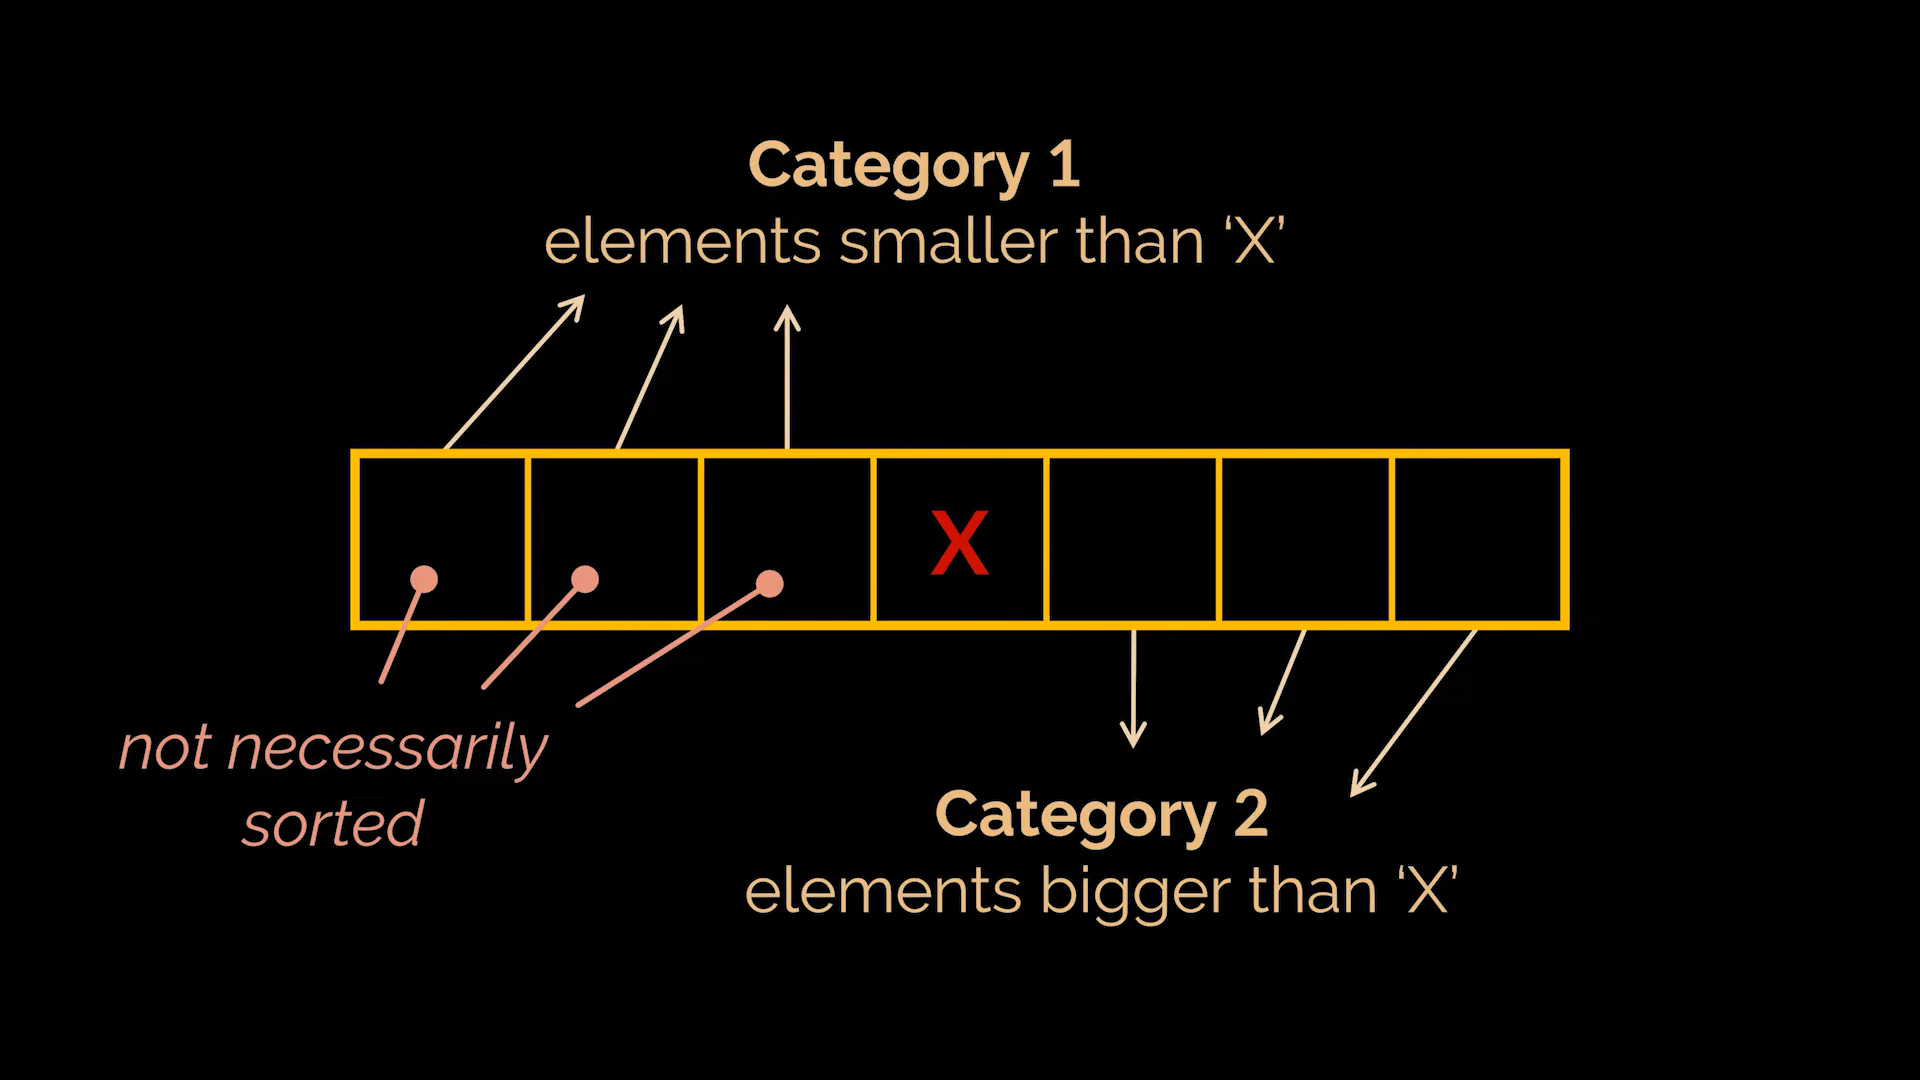 Category 1
elements smaller than ‘X’
X
not necessarily
sorted
Category 2
elements bigger than ‘X’